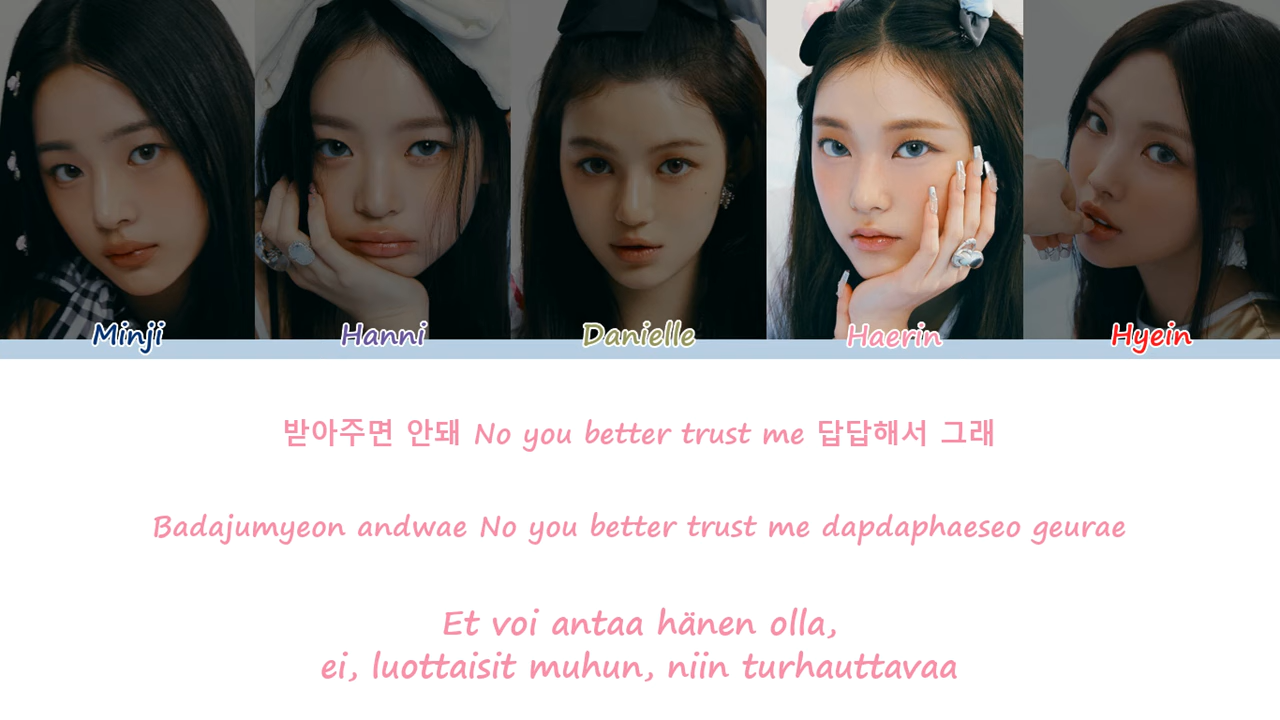 Minji
Hanni
Danielle
Haerin
Hyein
받아주면 안돼 No you better trust me 답답해서 그래
Badajumyeon andwae No you better trust me dapdaphaeseo geurae
Et voi antaa hänen olla,
ei, luottaisit muhun, niin turhauttavaa